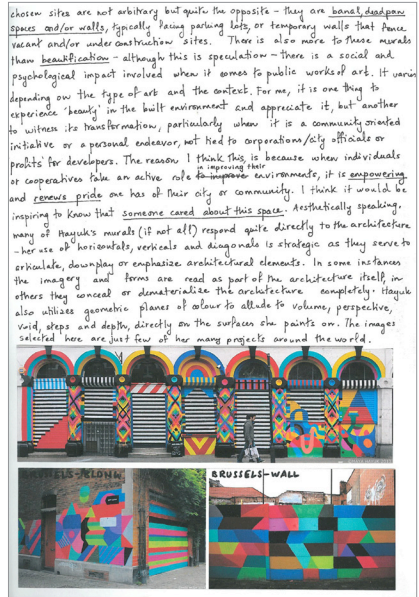 chosen sites are not arbitrary but quite the opposite - they are banal, deadpan
spaces and/or walls, typically facing parking lots, or temporary walls that fence
vacant and/or under construction sites. There is also more to these murals
than beautification - although this is speculation - there is a social and
psychological impact involved when it comes to public works of art. It varies
depending on the type of art and the context. For me, it is one thing to
experience 'beauty' in the built environment and appreciate it, but another
to witness its transformation, particularly when it is a community oriented
initiative or a personal endeavor, not tied to corporations/city officials or
profits for developers. The reason I think this, is because when individuals
or cooperatives take an active role to improve in improving their environments, it is empowering
and renews pride one has of their city or community. I think it would be
inspiring to know that someone cared about this space. Aesthetically speaking,
many of Hayuk's murals (if not all) respond quite directly to the architecture
- her use of horizontals, verticals and diagonals is strategic as they serve to
articulate, downplay or emphasize architectural elements. In some instances
the imagery and forms are read as part of the architecture itself, in
others they conceal or dematerialize the architecture completely. Hayuk
also utilizes geometric planes of colour to allude to volume, perspective,
void, steps and depth, directly on the surfaces she paints on. The images
selected here are just few of her many projects around the world.
BRUSSELS-WALL